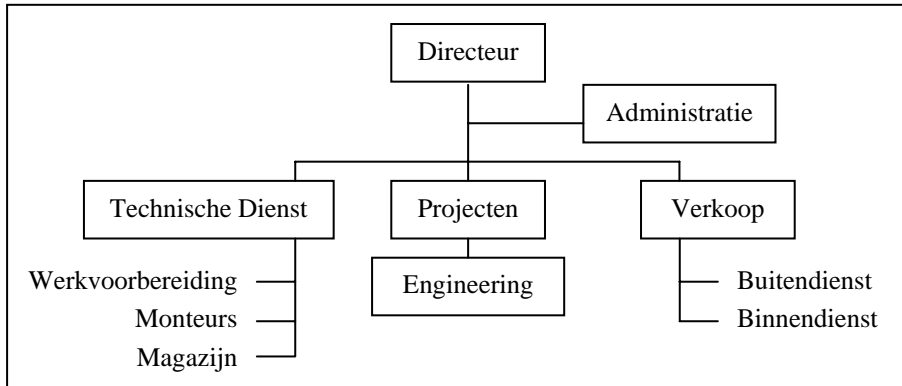 Directeur
Administratie
Technische Dienst
Projecten
Verkoop
Werkvoorbereiding
Monteurs
Magazijn
Engineering
Buitendienst
Binnendienst